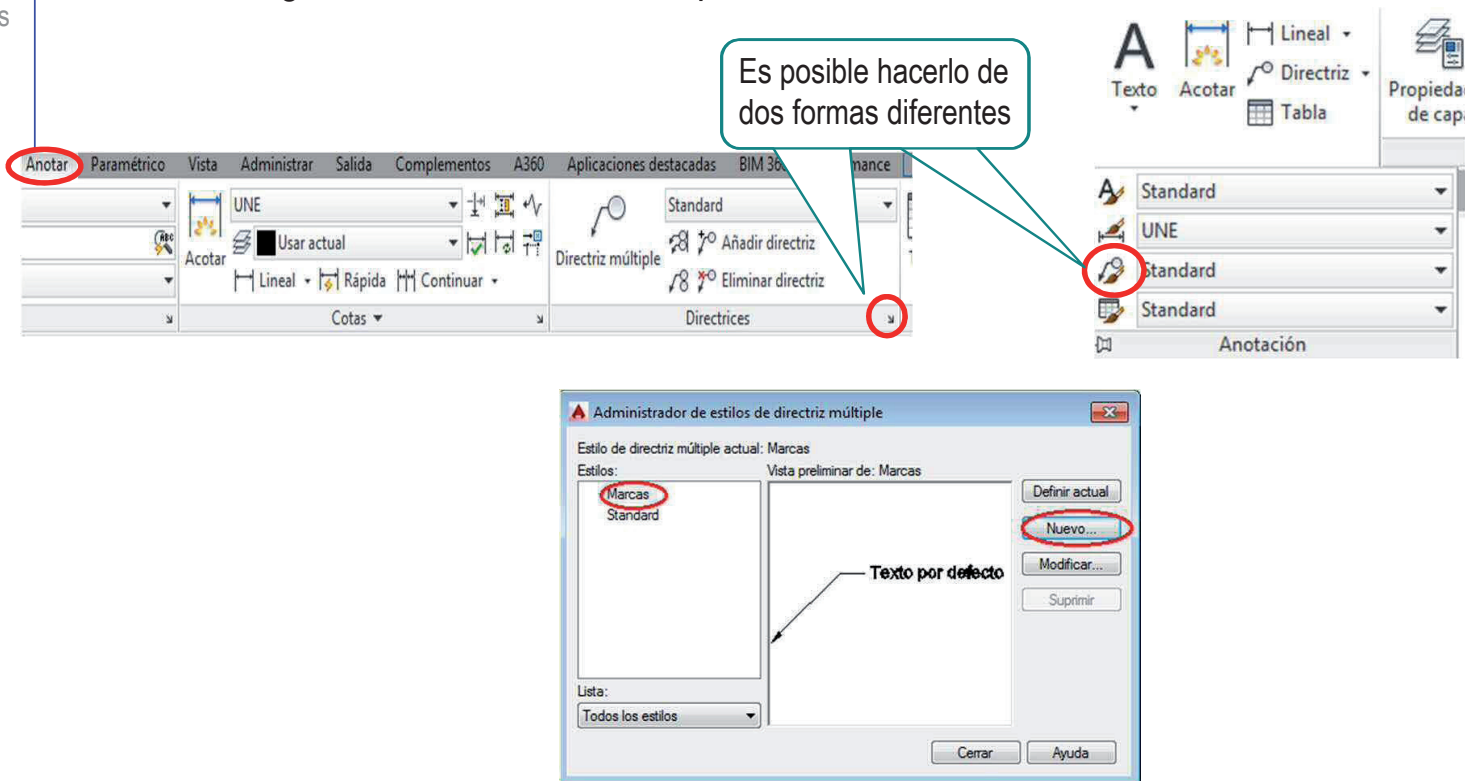 s
Es posible hacerlo de
dos formas diferentes
Anotar Paramétrico Vista Administrar Salida Complementos A360 Aplicaciones destacadas BIM 36 mance
UNE
Standard
Acotar
Usar actual
Directriz múltiple
Añadir directriz
Lineal Rápida Continuar
Eliminar directriz
Cotas
Directrices
A
Texto
Acotar
Lineal
Directriz
Tabla
Propieda
de capa
Standard
UNE
Standard
Standard
Anotación
Administrador de estilos de directriz múltiple
Estilo de directriz múltiple actual: Marcas
Estilos:
Vista preliminar de: Marcas
Marcas
Standard
Texto por defecto
Definir actual
Nuevo...
Modificar...
Suprimir
Lista:
Todos los estilos
Cerrar
Ayuda